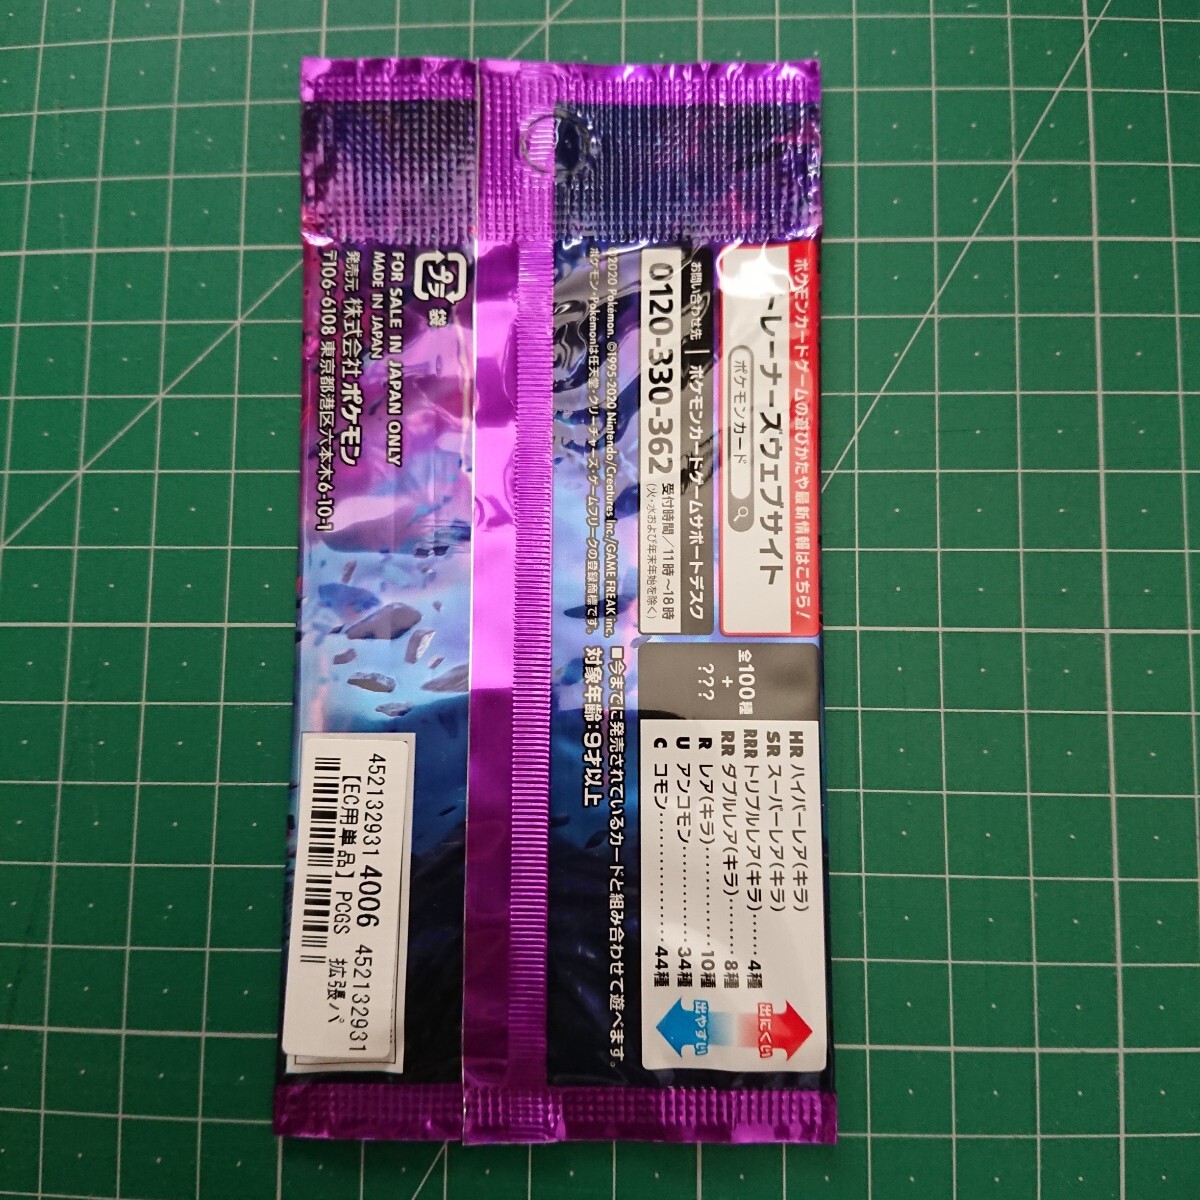 ポケモンカードゲームの遊びかたや最新情報はこちら!
ーレーナーズウェブサイト
ポケモンカード
お問い合わせ先 ポケモンカードゲームサポートデスク
0120-330-362 受付時間/11時~18時
(火・水および年末年始を除く)
©2020 Pokémon. ©1995-2020 Nintendo/Creatures Inc./GAME FREAK inc.
ポケモン・Pokémonは任天堂・クリーチャーズ・ゲームフリークの登録商標です。
全100種
+
???
HR ハイパーレア(キラ)
SR スーパーレア(キラ)
RRR トリプルレア(キラ)‥‥4種
RR ダブルレア(キラ)‥‥‥8種
R レア(キラ)‥‥‥‥‥10種
U アンコモン‥‥‥‥‥34種
C コモン‥‥‥‥‥‥‥44種
出にくい
出やすい
■今までに発売されているカードと組み合わせて遊べます。
対象年齢:9才以上
袋
FOR SALE IN JAPAN ONLY
MADE IN JAPAN
発売元 株式会社ポケモン
〒106-6108 東京都港区六本木6-10-1
4521329314006 452132931
【EC用単品】PCGS 拡張パ